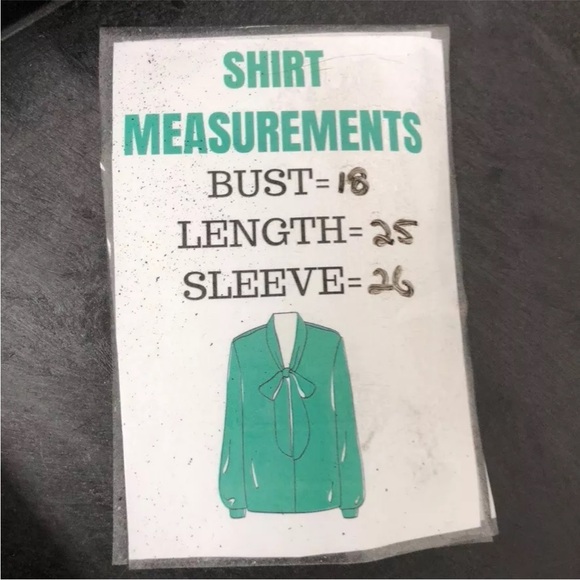 SHIRT
MEASUREMENTS
BUST=18
LENGTH=25
SLEEVE=26